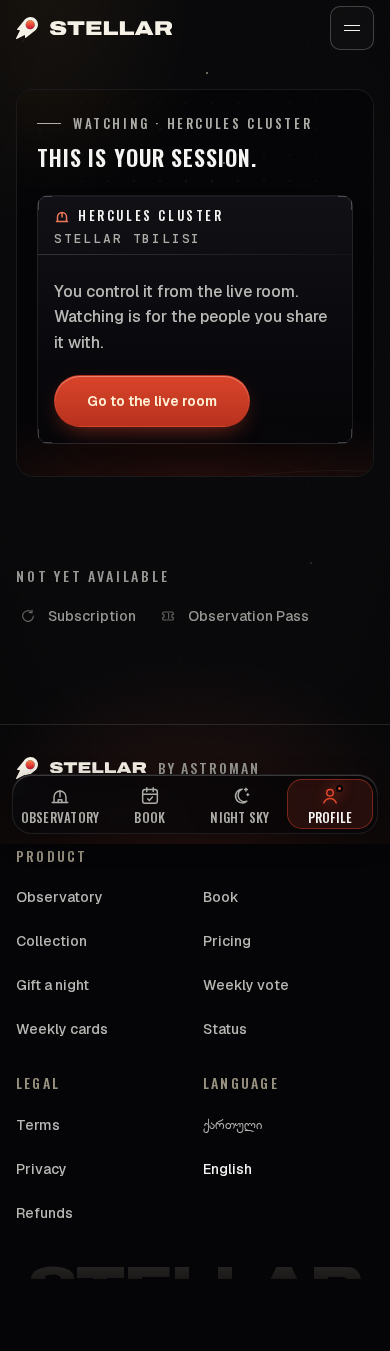 STELLAR
WATCHING · HERCULES CLUSTER
THIS IS YOUR SESSION.
HERCULES CLUSTER
STELLAR TBILISI
You control it from the live room.
Watching is for the people you share
it with.
Go to the live room
NOT YET AVAILABLE
Subscription
Observation Pass
STELLAR BY ASTROMAN
OBSERVATORY
BOOK
NIGHT SKY
PROFILE
PRODUCT
Observatory
Book
Collection
Pricing
Gift a night
Weekly vote
Weekly cards
Status
LEGAL
LANGUAGE
Terms
ქართული
Privacy
English
Refunds
STELLAR